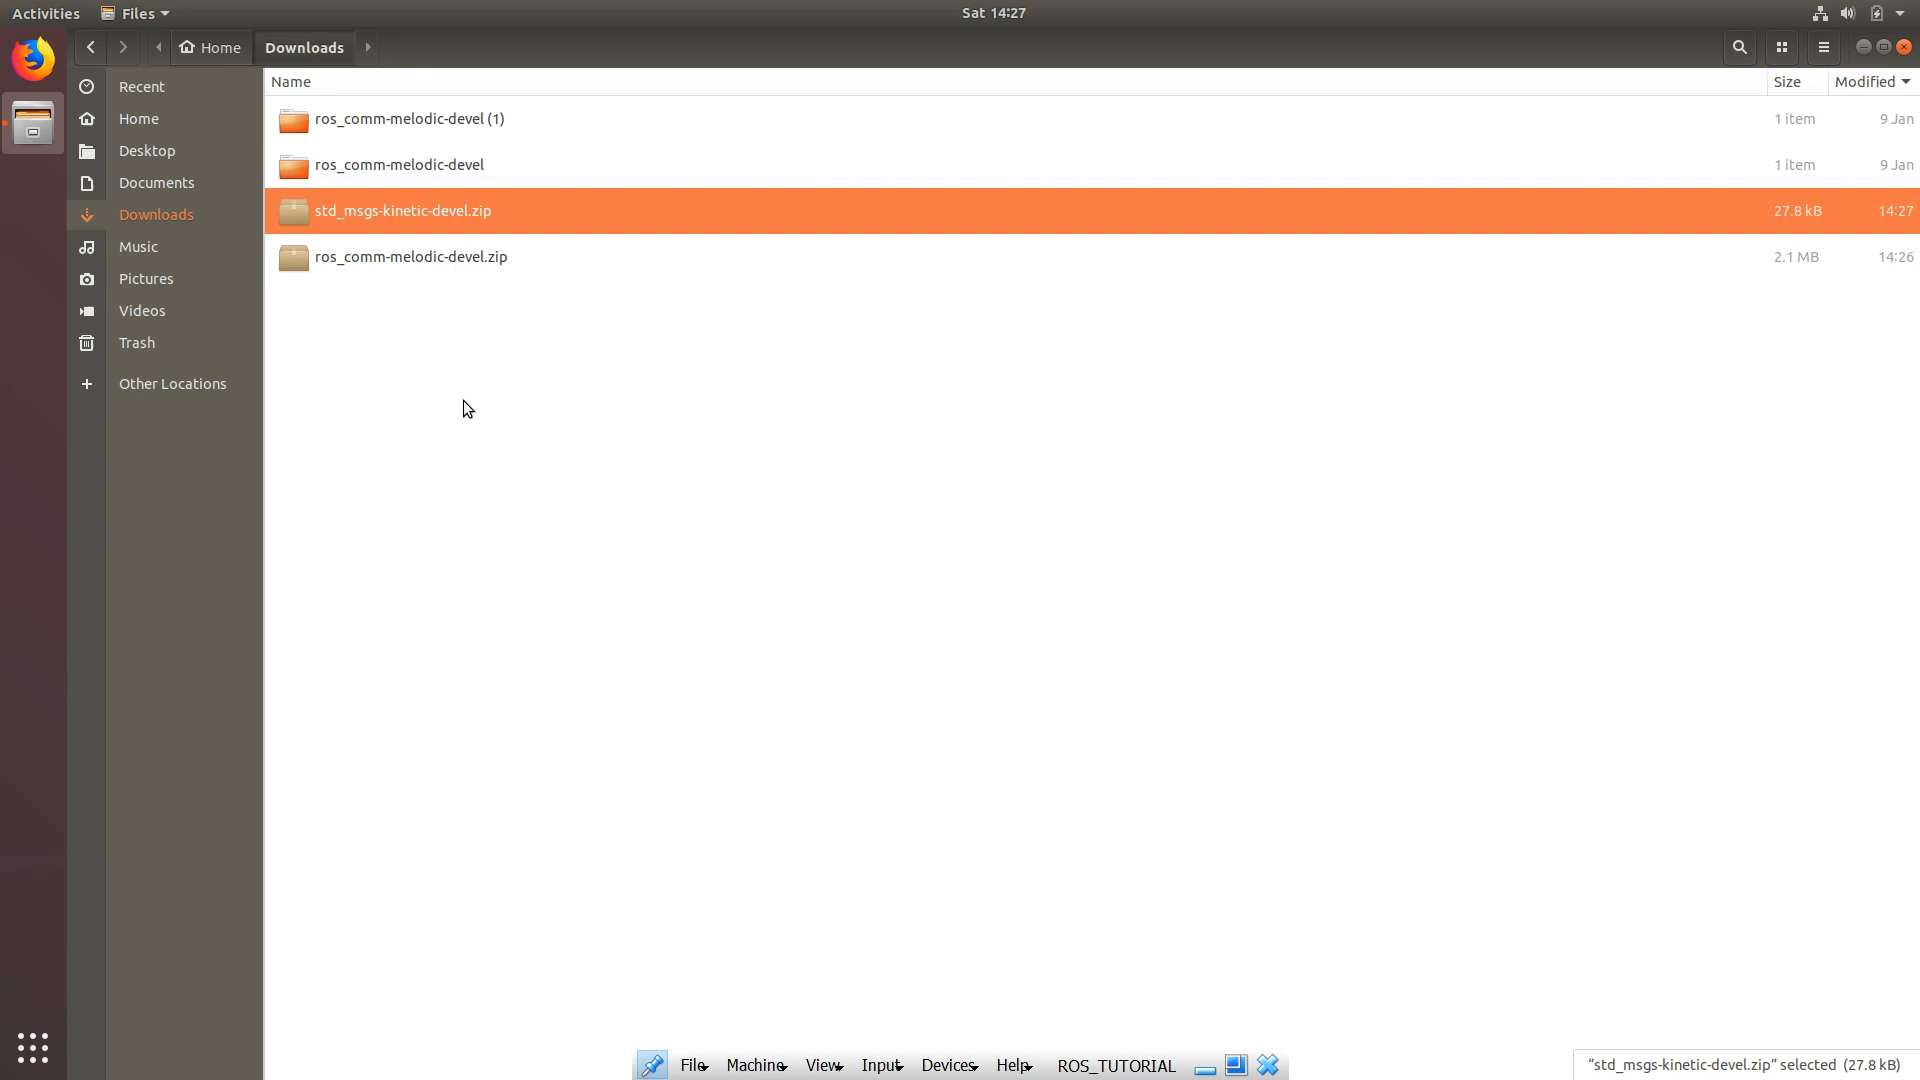 Activities Files Sat 14:27
Home Downloads
Name Size Modified
Recent
Home
Desktop
Documents
Downloads
Music
Pictures
Videos
Trash
Other Locations
ros_comm-melodic-devel (1) 1 item 9 Jan
ros_comm-melodic-devel 1 item 9 Jan
std_msgs-kinetic-devel.zip 27.8 kB 14:27
ros_comm-melodic-devel.zip 2.1 MB 14:26
File Machine View Input Devices Help ROS_TUTORIAL
“std_msgs-kinetic-devel.zip” selected (27.8 kB)